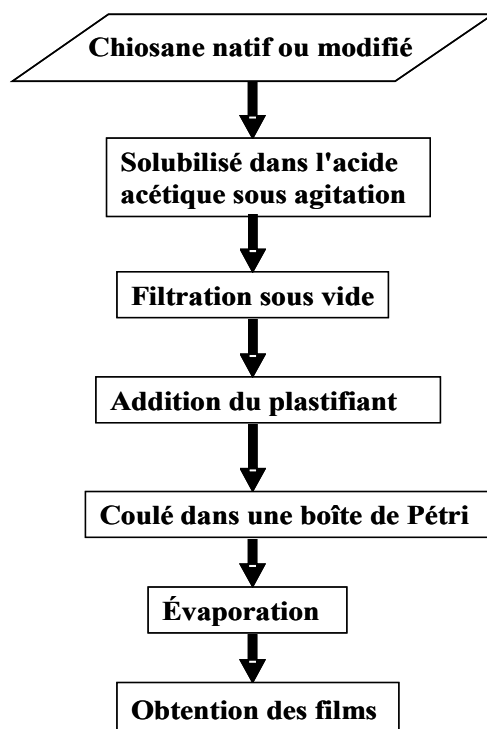 Chiosane natif ou modifié
Solubilisé dans l'acide
acétique sous agitation
Filtration sous vide
Addition du plastifiant
Coulé dans une boîte de Pétri
Évaporation
Obtention des films